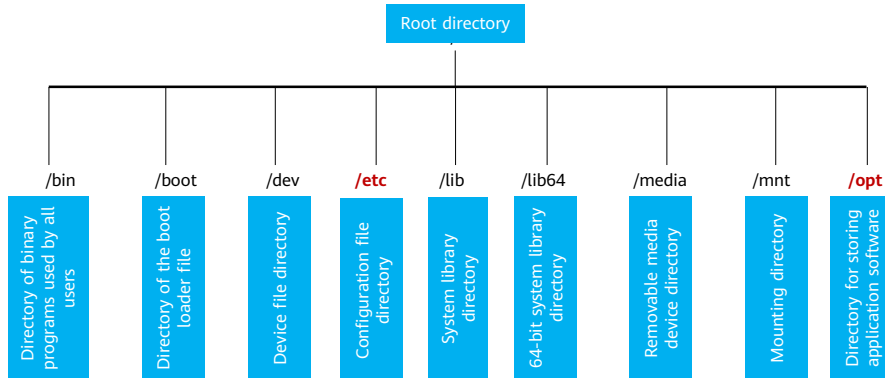 Root directory
/bin
/boot
/dev
/etc
/lib
/lib64
/media
/mnt
/opt
Directory of binary
programs used by all
users
Directory of the boot
loader file
Device file directory
Configuration file
directory
System library
directory
64-bit system library
directory
Removable media
device directory
Mounting directory
Directory for storing
application software